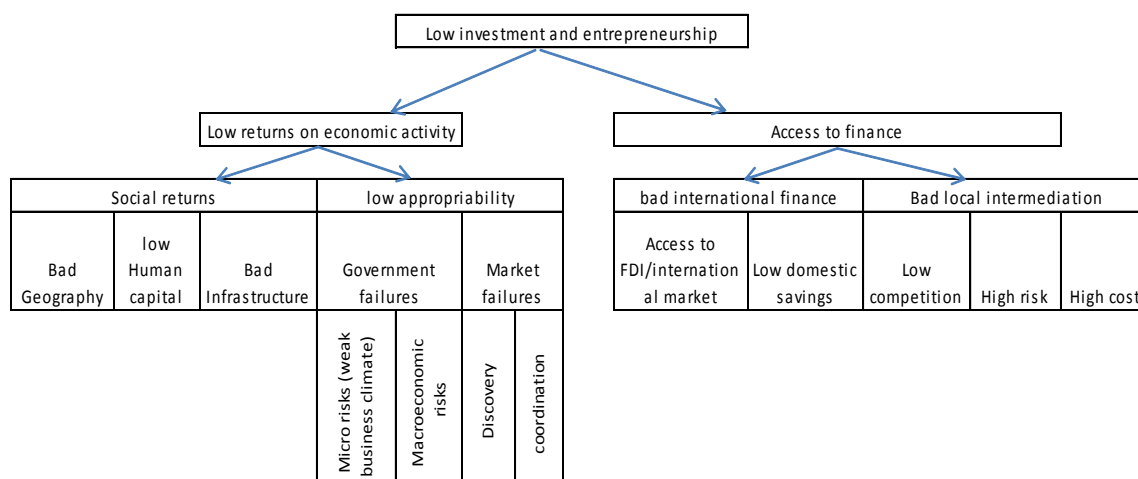 Low investment and entrepreneurship
Low returns on economic activity
Access to finance
Social returns
low appropriability
bad international finance
Bad local intermediation
Bad
Geography
low
Human
capital
Bad
Infrastructure
Government
failures
Market
failures
Access to
FDI/internation
al market
Low domestic
savings
Low
competition
High risk
High cost
Micro risks (weak
business climate)
Macroeconomic
risks
Discovery
coordination